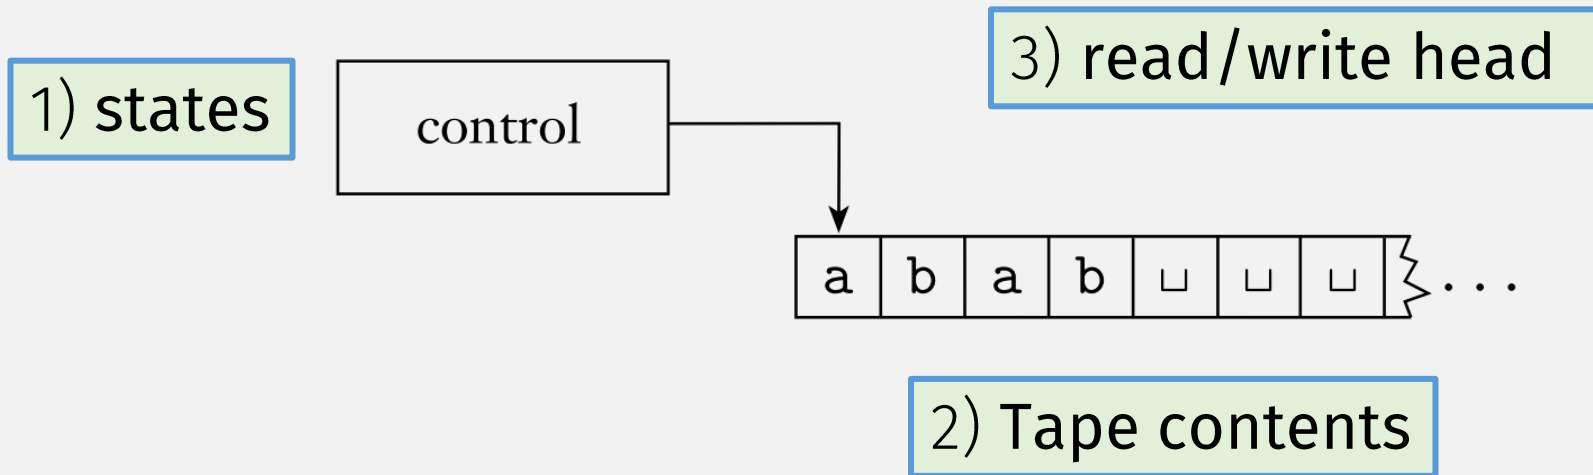 3) read/write head
1) states
control
a b a b ␣ ␣ ␣ ...
2) Tape contents